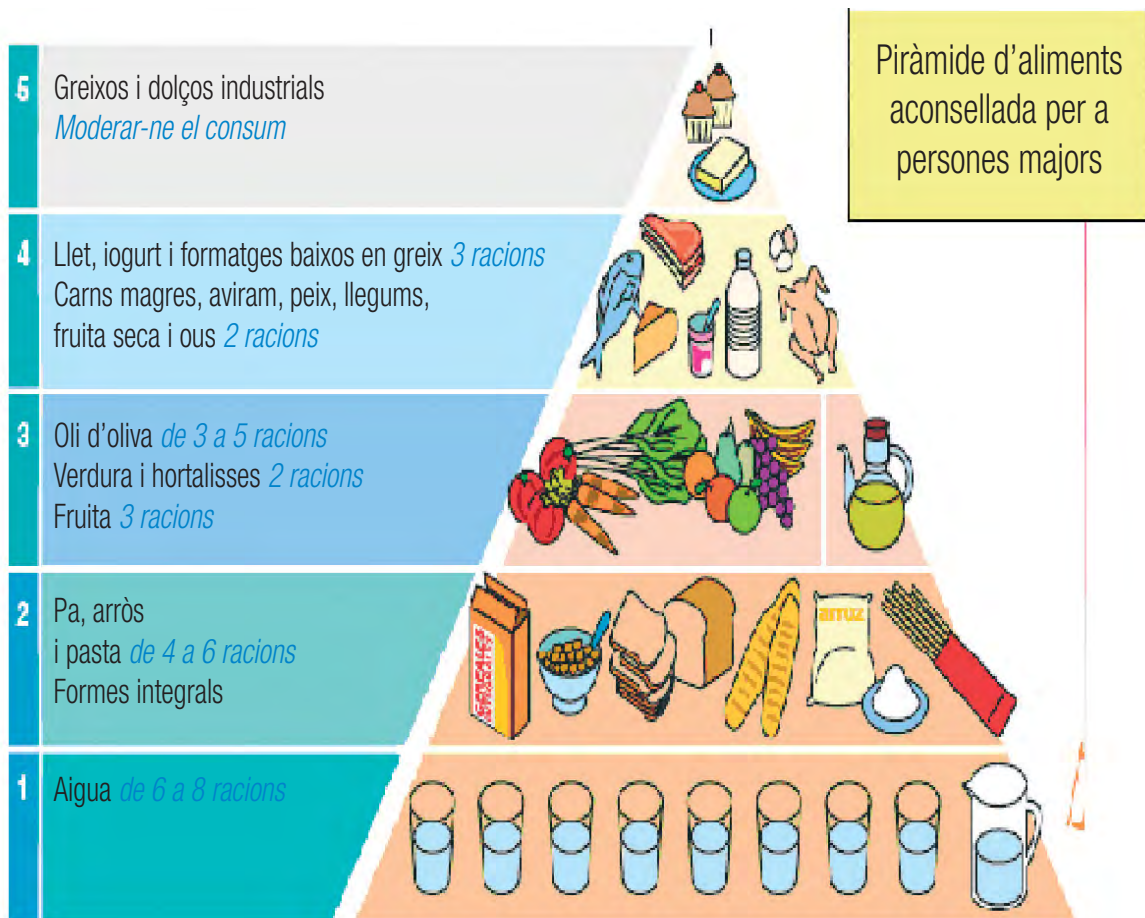 Piràmide d’aliments
aconsellada per a
persones majors
5
Greixos i dolços industrials
Moderar-ne el consum
4
Llet, iogurt i formatges baixos en greix 3 racions
Carns magres, aviram, peix, llegums,
fruita seca i ous 2 racions
3
Oli d’oliva de 3 a 5 racions
Verdura i hortalisses 2 racions
Fruita 3 racions
2
Pa, arròs
i pasta de 4 a 6 racions
Formes integrals
arroz
1
Aigua de 6 a 8 racions